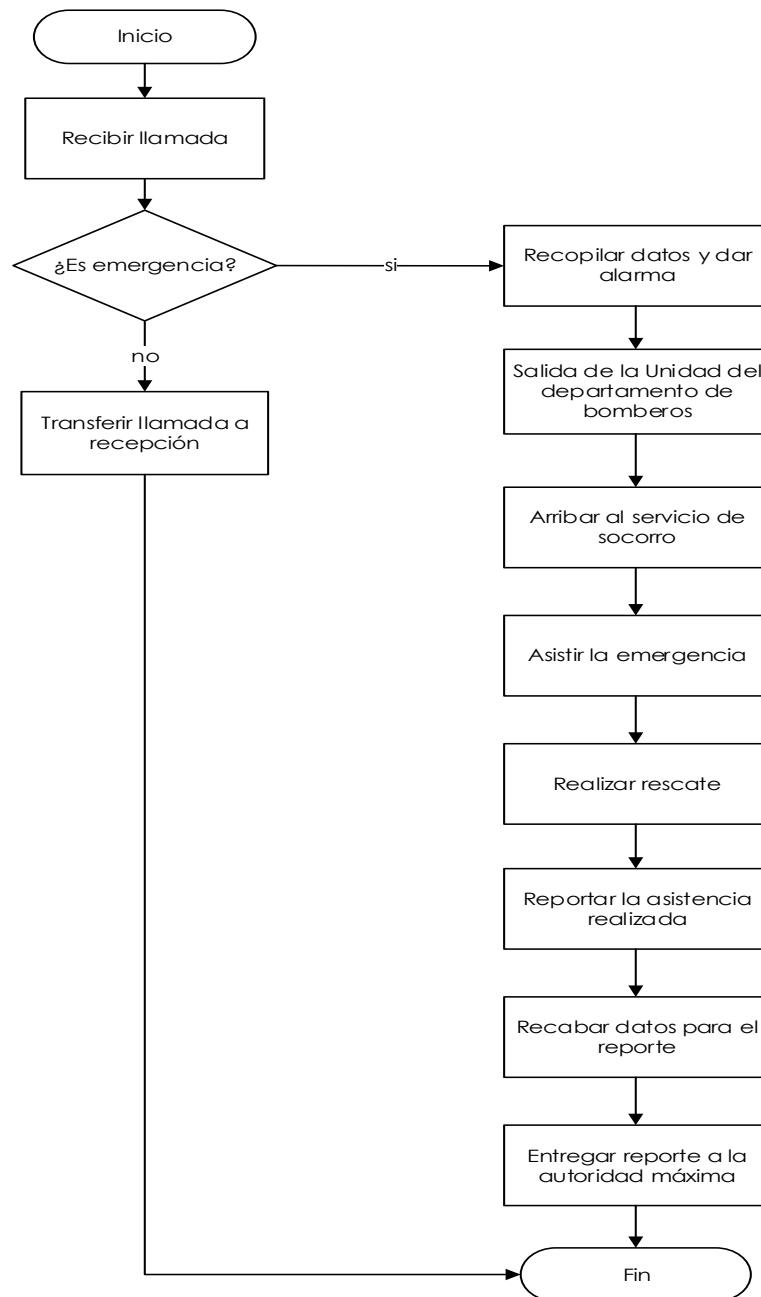 Inicio
Recibir llamada
¿Es emergencia?
si
no
Transferir llamada a
recepción
Recopilar datos y dar
alarma
Salida de la Unidad del
departamento de
bomberos
Arribar al servicio de
socorro
Asistir la emergencia
Realizar rescate
Reportar la asistencia
realizada
Recabar datos para el
reporte
Entregar reporte a la
autoridad máxima
Fin